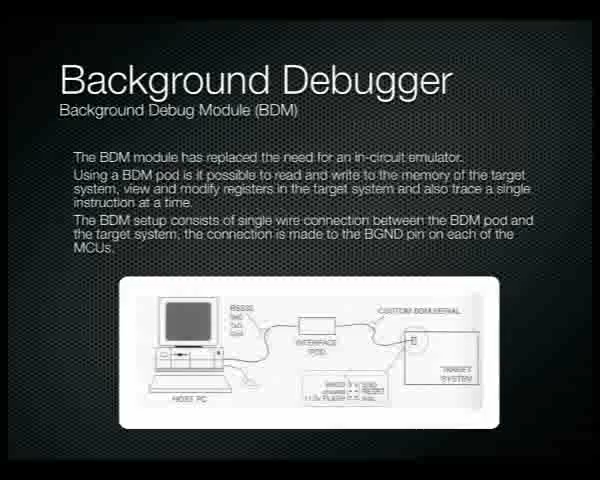 Background Debugger
Background Debug Module (BDM)
The BDM module has replaced the need for an in-circuit emulator.
Using a BDM pod is it possible to read and write to the memory of the target
system, view and modify registers in the target system and also trace a single
instruction at a time.
The BDM setup consists of single wire connection between the BDM pod and
the target system, the connection is made to the BGND pin on each of the
MCUs.
RS232
CUSTOM BDM SERIAL
INTERFACE
POD
TARGET
SYSTEM
HOST PC
BKGD GND
RESET